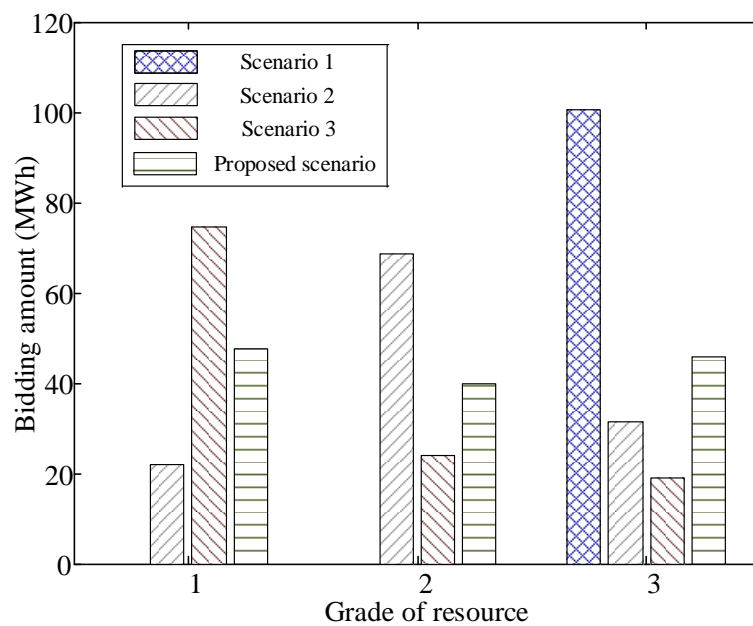 120
100
80
60
40
20
0
Bidding amount (MWh)
Scenario 1
Scenario 2
Scenario 3
Proposed scenario
1 2 3
Grade of resource